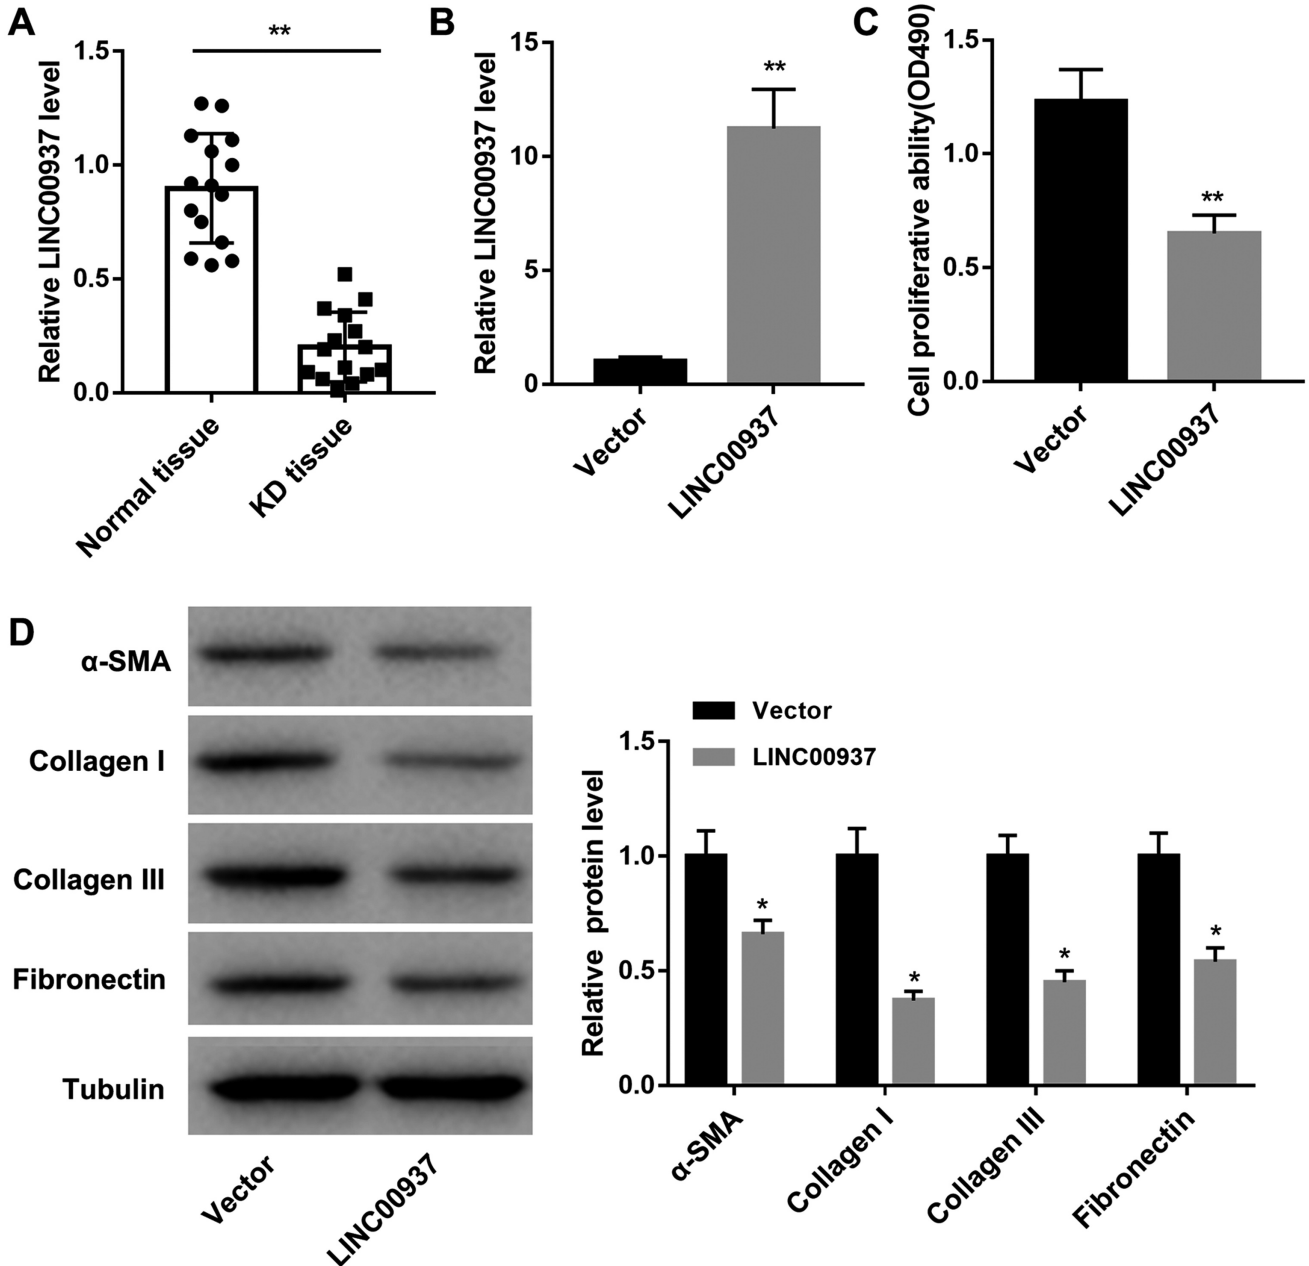 A
**
Relative LINC00937 level
1.5
1.0
0.5
0.0
Normal tissue
KD tissue
B
**
Relative LINC00937 level
15
10
5
0
Vector
LINC00937
C
**
Cell proliferative ability(OD490)
1.5
1.0
0.5
0.0
Vector
LINC00937
D
α-SMA
Collagen I
Collagen III
Fibronectin
Tubulin
Vector
LINC00937
Vector
LINC00937
Relative protein level
1.5
1.0
0.5
0.0
*
*
*
*
α-SMA
Collagen I
Collagen III
Fibronectin